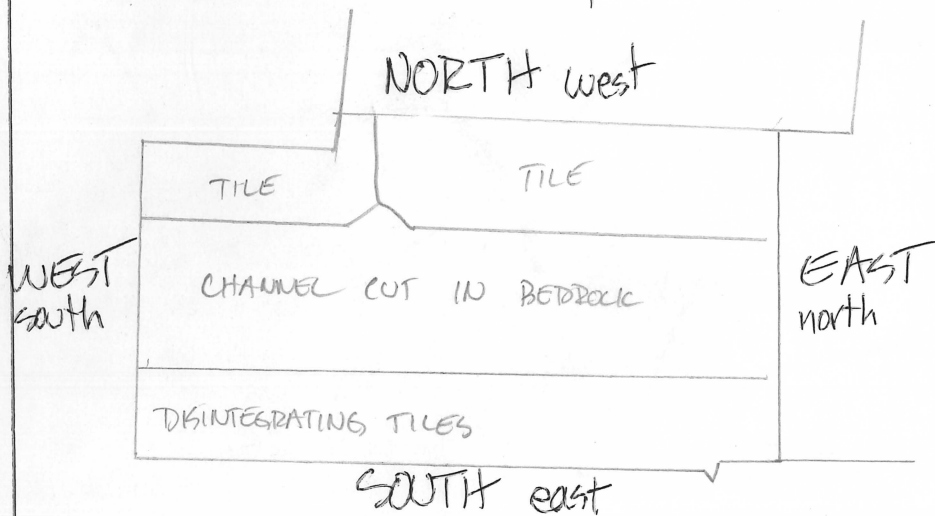 NORTH west
TILE
TILE
WEST
south
CHANNEL CUT IN BEDROCK
EAST
north
DISINTEGRATING TILES
SOUTH east